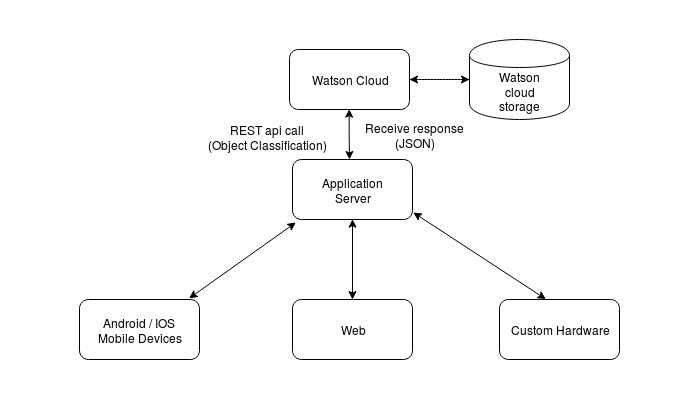 Watson Cloud
Watson
cloud
storage
REST api call
(Object Classification)
Receive response
(JSON)
Application
Server
Android / IOS
Mobile Devices
Web
Custom Hardware